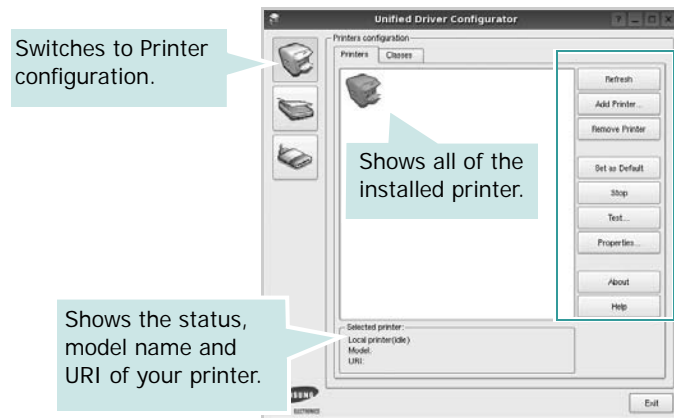 Unified Driver Configurator
Switches to Printer
configuration.
Printers configuration
Printers
Classes
Refresh
Add Printer...
Remove Printer
Shows all of the
installed printer.
Set as Default
Stop
Test...
Properties...
About
Help
Shows the status,
model name and
URI of your printer.
Selected printer:
Local printer(idle)
Model:
URI:
ELECTRONICS
Exit